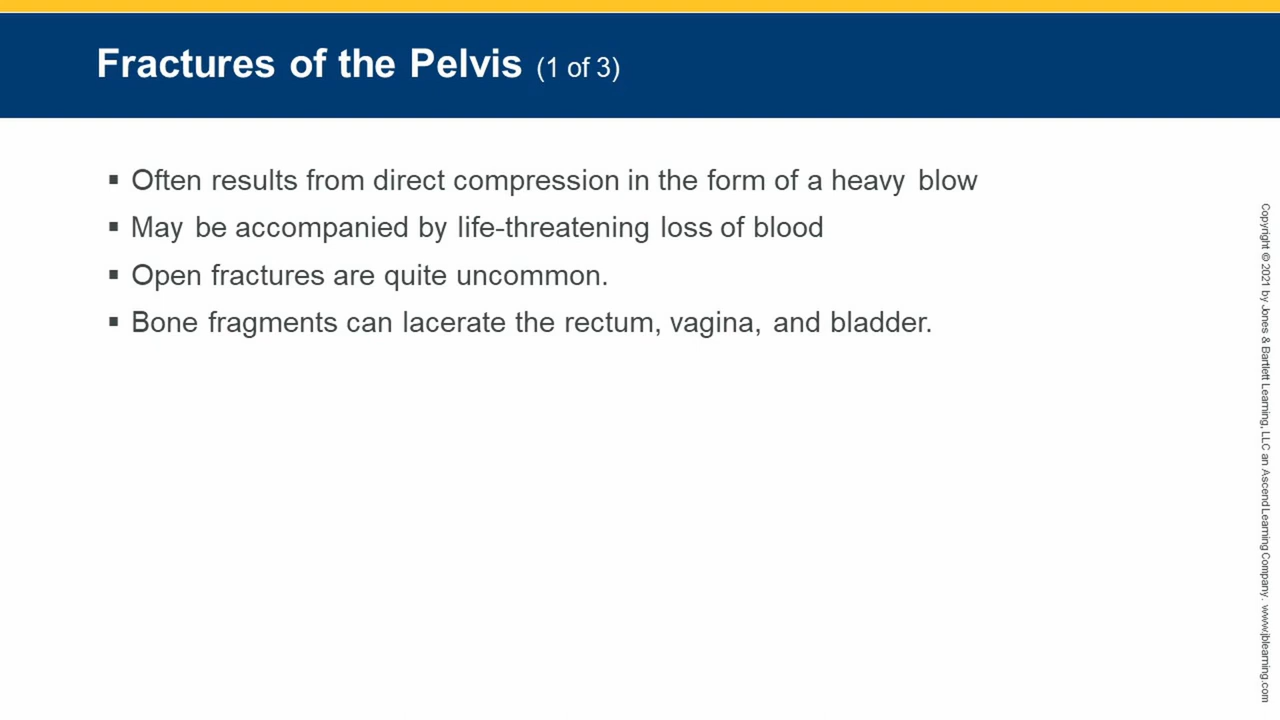 Fractures of the Pelvis (1 of 3)
▪ Often results from direct compression in the form of a heavy blow
▪ May be accompanied by life-threatening loss of blood
▪ Open fractures are quite uncommon.
▪ Bone fragments can lacerate the rectum, vagina, and bladder.
Copyright © 2021 by Jones & Bartlett Learning, LLC an Ascend Learning Company. www.jblearning.com